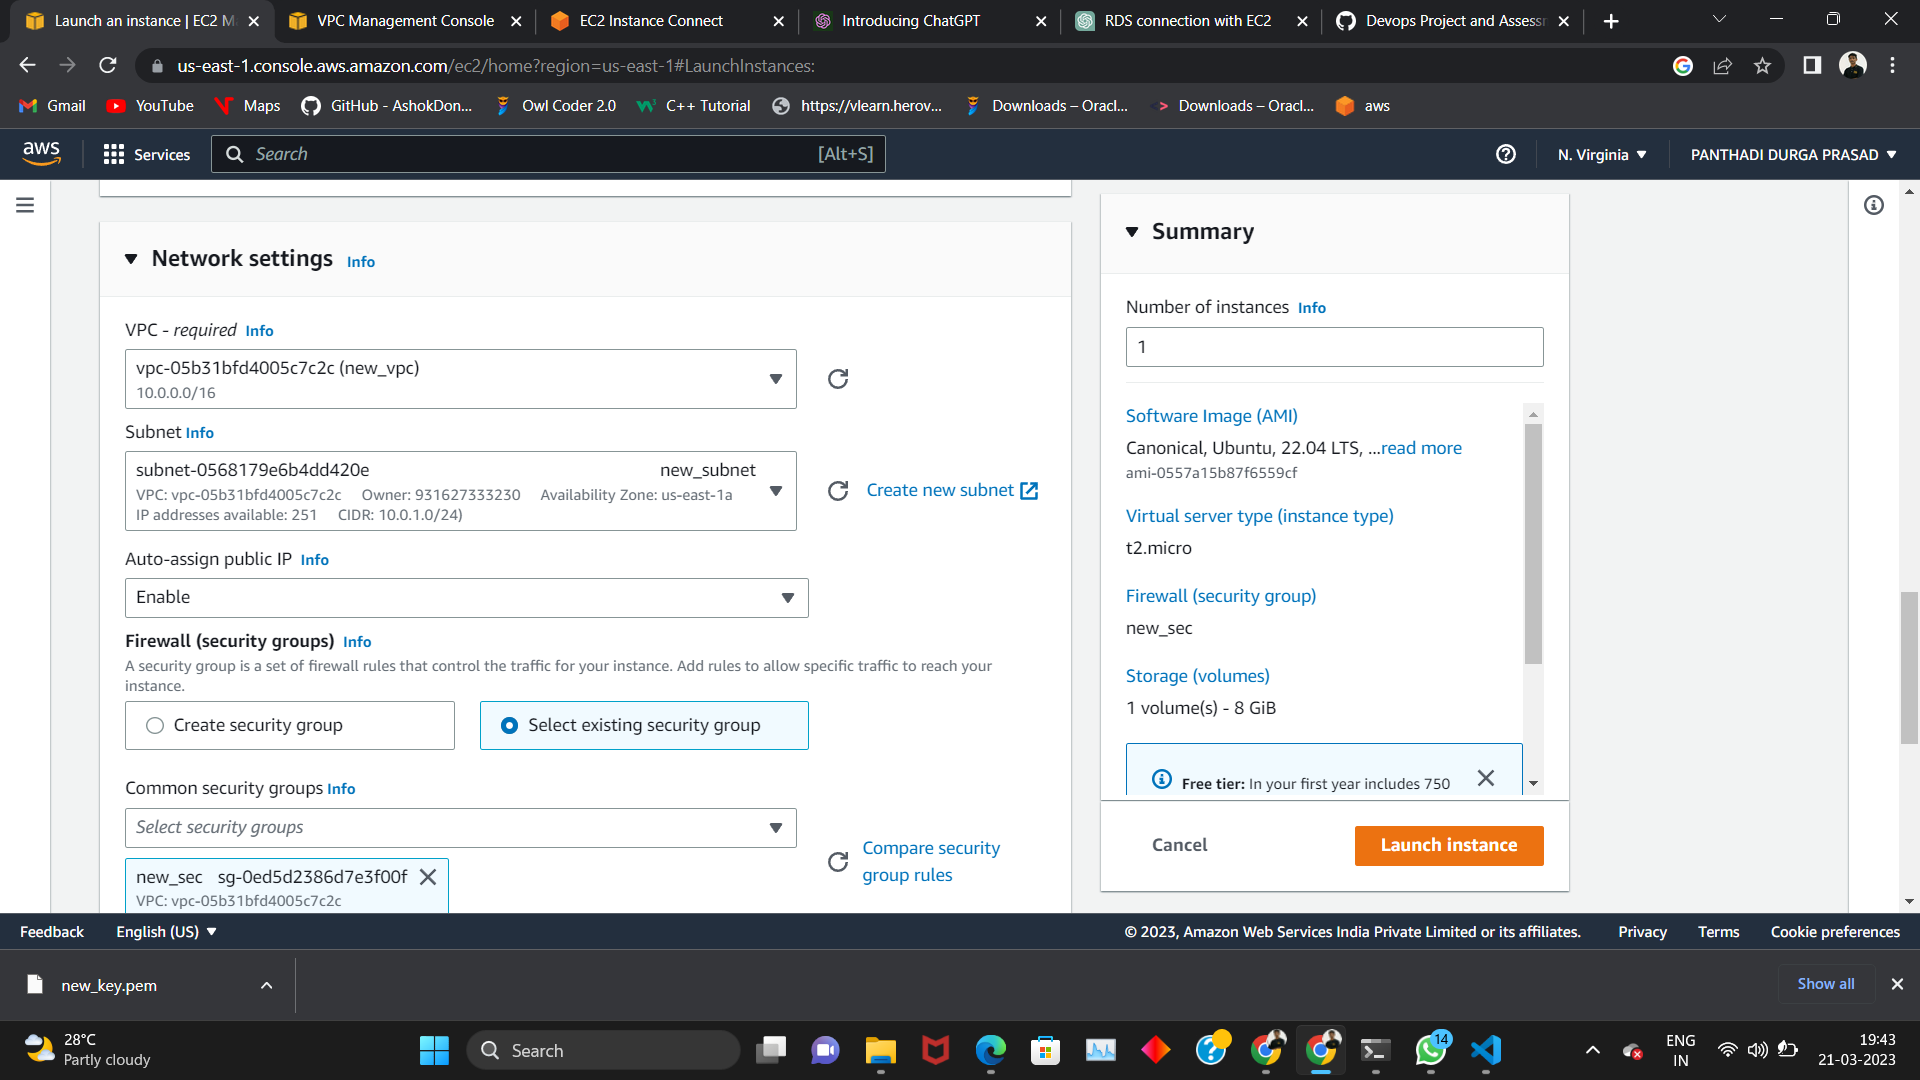 Launch an instance | EC2 M
VPC Management Console
EC2 Instance Connect
Introducing ChatGPT
RDS connection with EC2
Devops Project and Assessm
us-east-1.console.aws.amazon.com/ec2/home?region=us-east-1#LaunchInstances:
Gmail
YouTube
Maps
GitHub - AshokDon...
Owl Coder 2.0
C++ Tutorial
https://vlearn.herov...
Downloads – Oracl...
Downloads – Oracl...
aws
aws
Services
Search
[Alt+S]
N. Virginia
PANTHADI DURGA PRASAD
Network settings Info
VPC - required Info
vpc-05b31bfd4005c7c2c (new_vpc)
10.0.0.0/16
Subnet Info
subnet-0568179e6b4dd420e new_subnet
VPC: vpc-05b31bfd4005c7c2c Owner: 931627333230 Availability Zone: us-east-1a
IP addresses available: 251 CIDR: 10.0.1.0/24)
Create new subnet
Auto-assign public IP Info
Enable
Firewall (security groups) Info
A security group is a set of firewall rules that control the traffic for your instance. Add rules to allow specific traffic to reach your
instance.
Create security group
Select existing security group
Common security groups Info
Select security groups
new_sec sg-0ed5d2386d7e3f00f
VPC: vpc-05b31bfd4005c7c2c
Compare security
group rules
Summary
Number of instances Info
1
Software Image (AMI)
Canonical, Ubuntu, 22.04 LTS, ...read more
ami-0557a15b87f6559cf
Virtual server type (instance type)
t2.micro
Firewall (security group)
new_sec
Storage (volumes)
1 volume(s) - 8 GiB
Free tier: In your first year includes 750
Cancel
Launch instance
Feedback
English (US)
© 2023, Amazon Web Services India Private Limited or its affiliates.
Privacy
Terms
Cookie preferences
new_key.pem
Show all
28°C
Partly cloudy
Search
14
ENG
IN
19:43
21-03-2023